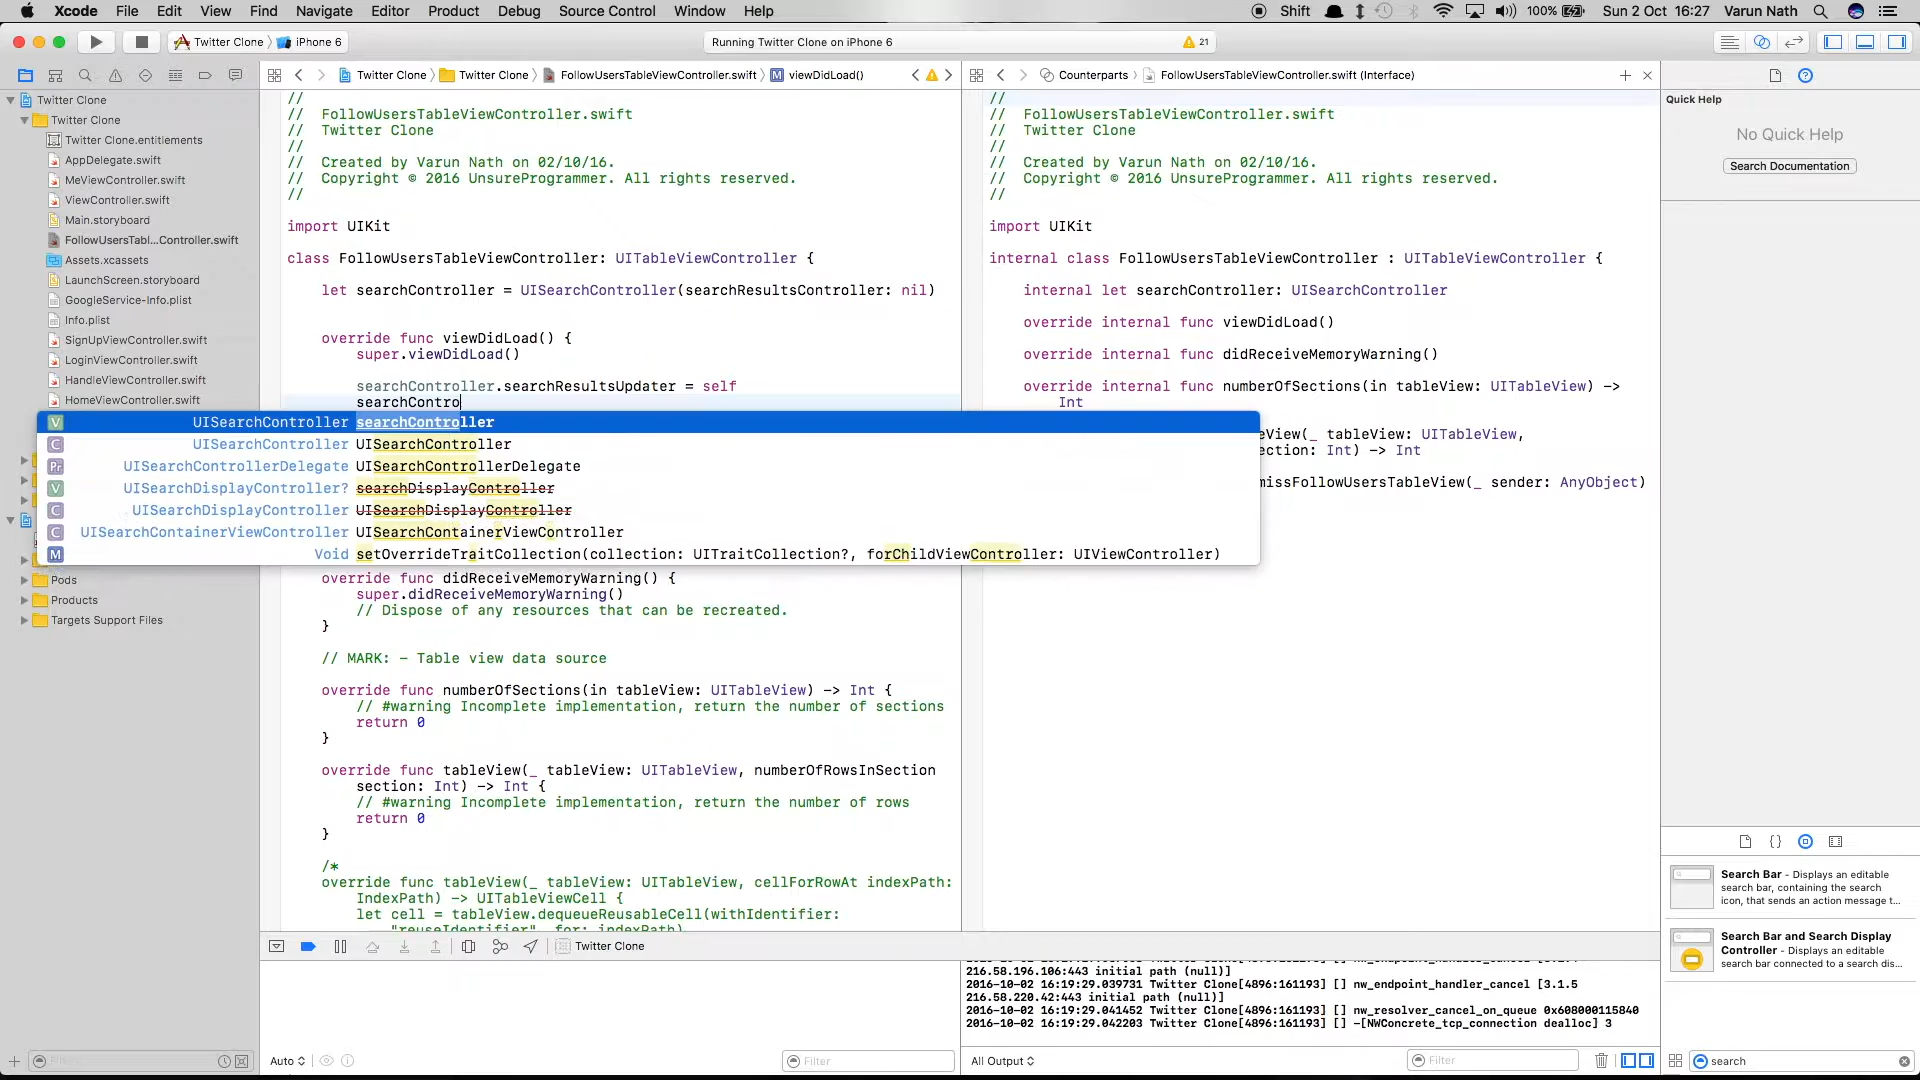 Xcode File Edit View Find Navigate Editor Product Debug Source Control Window Help
Shift 100% Sun 2 Oct 16:27 Varun Nath
Twitter Clone iPhone 6
Running Twitter Clone on iPhone 6
21
Twitter Clone Twitter Clone FollowUsersTableViewController.swift viewDidLoad()
Counterparts FollowUsersTableViewController.swift (Interface)
Twitter Clone
Twitter Clone
Twitter Clone.entitlements
AppDelegate.swift
MeViewController.swift
ViewController.swift
Main.storyboard
FollowUsersTabl...Controller.swift
Assets.xcassets
LaunchScreen.storyboard
GoogleService-Info.plist
Info.plist
SignUpViewController.swift
LoginViewController.swift
HandleViewController.swift
HomeViewController.swift
Pods
Products
Targets Support Files
//
// FollowUsersTableViewController.swift
// Twitter Clone
//
// Created by Varun Nath on 02/10/16.
// Copyright © 2016 UnsureProgrammer. All rights reserved.
//
import UIKit
class FollowUsersTableViewController: UITableViewController {
let searchController = UISearchController(searchResultsController: nil)
override func viewDidLoad() {
super.viewDidLoad()
searchController.searchResultsUpdater = self
searchContro
UISearchController searchController
UISearchController UISearchController
UISearchControllerDelegate UISearchControllerDelegate
UISearchDisplayController? searchDisplayController
UISearchDisplayController UISearchDisplayController
UISearchContainerViewController UISearchContainerViewController
Void setOverrideTraitCollection(collection: UITraitCollection?, forChildViewController: UIViewController)
override func didReceiveMemoryWarning() {
super.didReceiveMemoryWarning()
// Dispose of any resources that can be recreated.
}
// MARK: - Table view data source
override func numberOfSections(in tableView: UITableView) -> Int {
// #warning Incomplete implementation, return the number of sections
return 0
}
override func tableView(_ tableView: UITableView, numberOfRowsInSection
section: Int) -> Int {
// #warning Incomplete implementation, return the number of rows
return 0
}
/*
override func tableView(_ tableView: UITableView, cellForRowAt indexPath:
IndexPath) -> UITableViewCell {
let cell = tableView.dequeueReusableCell(withIdentifier:
"reuseIdentifier", for: indexPath)
//
// FollowUsersTableViewController.swift
// Twitter Clone
//
// Created by Varun Nath on 02/10/16.
// Copyright © 2016 UnsureProgrammer. All rights reserved.
//
import UIKit
internal class FollowUsersTableViewController : UITableViewController {
internal let searchController: UISearchController
override internal func viewDidLoad()
override internal func didReceiveMemoryWarning()
override internal func numberOfSections(in tableView: UITableView) ->
Int
eView(_ tableView: UITableView,
ection: Int) -> Int
missFollowUsersTableView(_ sender: AnyObject)
Quick Help
No Quick Help
Search Documentation
Search Bar - Displays an editable
search bar, containing the search
icon, that sends an action message t...
Search Bar and Search Display
Controller - Displays an editable
search bar connected to a search dis...
Twitter Clone
216.58.196.106:443 initial path (null)]
2016-10-02 16:19:29.039731 Twitter Clone[4896:161193] [] nw_endpoint_handler_cancel [3.1.5
216.58.220.42:443 initial path (null)]
2016-10-02 16:19:29.041452 Twitter Clone[4896:161193] [] nw_resolver_cancel_on_queue 0x608000115840
2016-10-02 16:19:29.042203 Twitter Clone[4896:161193] [] -[NWConcrete_tcp_connection dealloc] 3
Auto
Filter
All Output
Filter
search